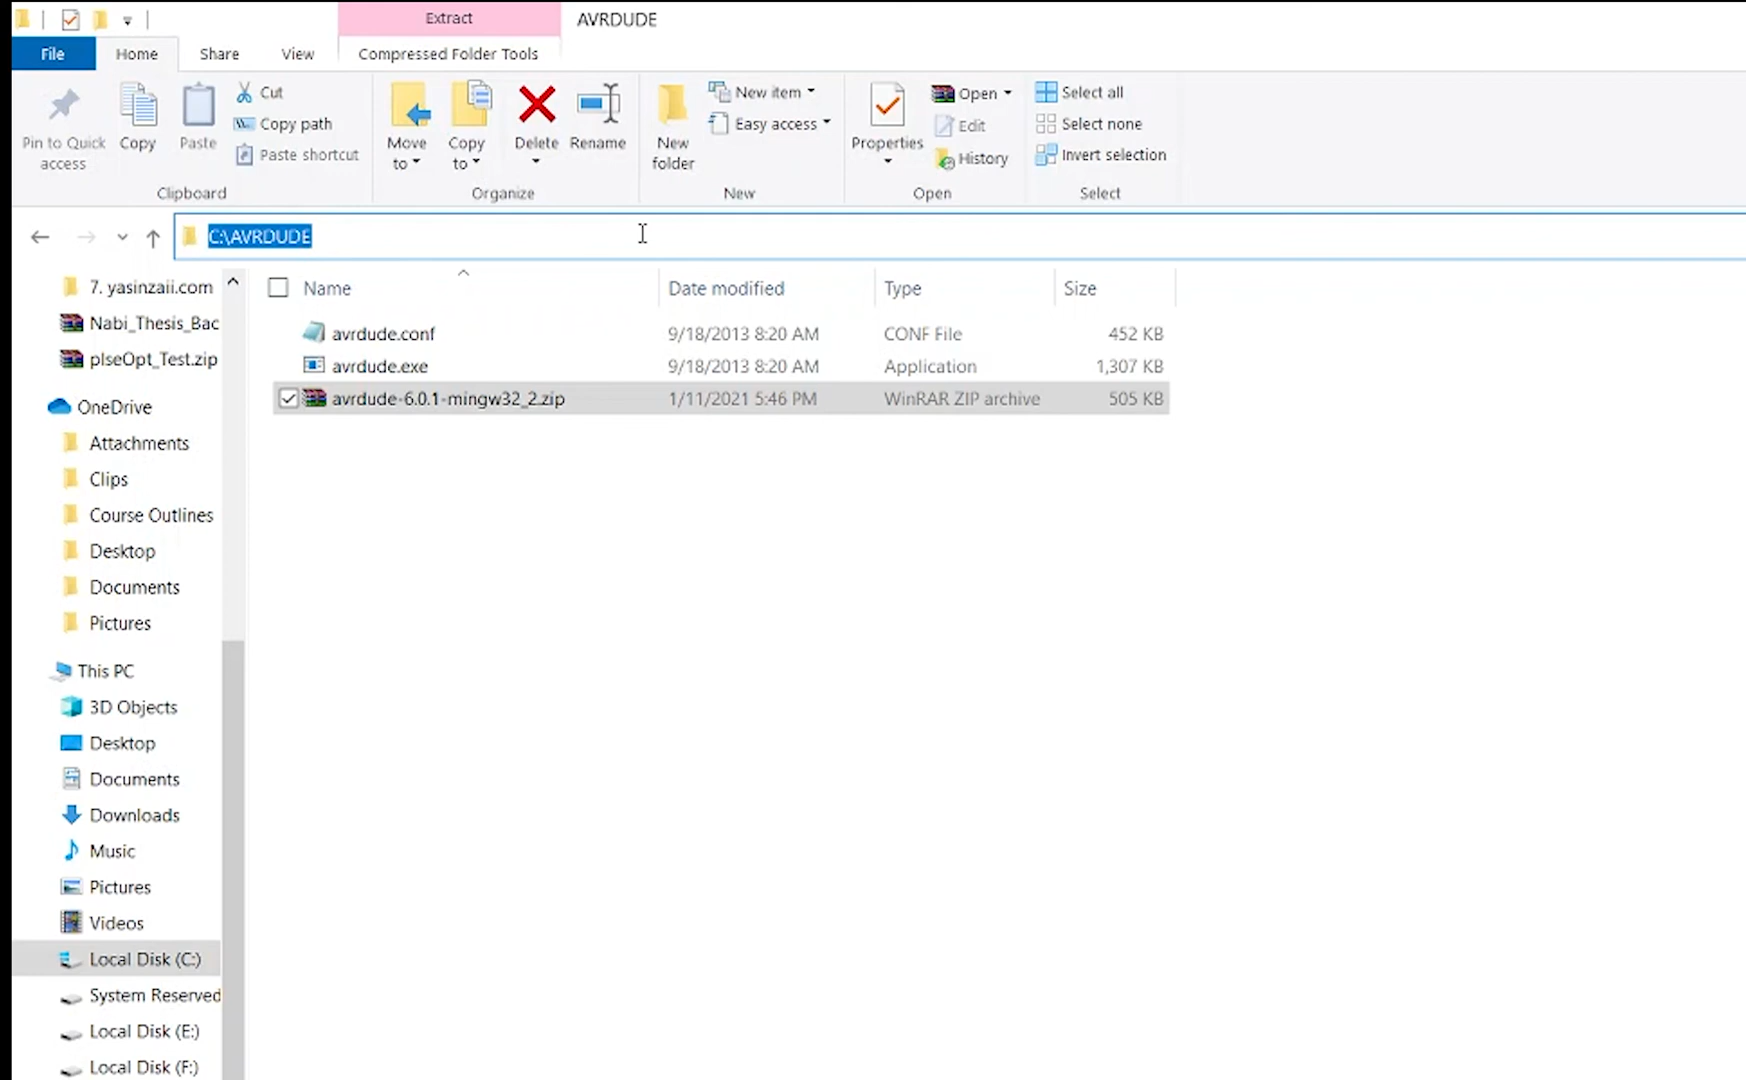 Extract
AVRDUDE
File
Home
Share
View
Compressed Folder Tools
Pin to Quick
access
Copy
Paste
Cut
Copy path
Paste shortcut
Clipboard
Move
to
Copy
to
Delete
Rename
Organize
New
folder
New item
Easy access
New
Properties
Open
Edit
History
Open
Select all
Select none
Invert selection
Select
C:\AVRDUDE
7. yasinzaii.com
Nabi_Thesis_Bac
plseOpt_Test.zip
OneDrive
Attachments
Clips
Course Outlines
Desktop
Documents
Pictures
This PC
3D Objects
Desktop
Documents
Downloads
Music
Pictures
Videos
Local Disk (C:)
System Reserved
Local Disk (E:)
Local Disk (F:)
Name Date modified Type Size
avrdude.conf 9/18/2013 8:20 AM CONF File 452 KB
avrdude.exe 9/18/2013 8:20 AM Application 1,307 KB
avrdude-6.0.1-mingw32_2.zip 1/11/2021 5:46 PM WinRAR ZIP archive 505 KB